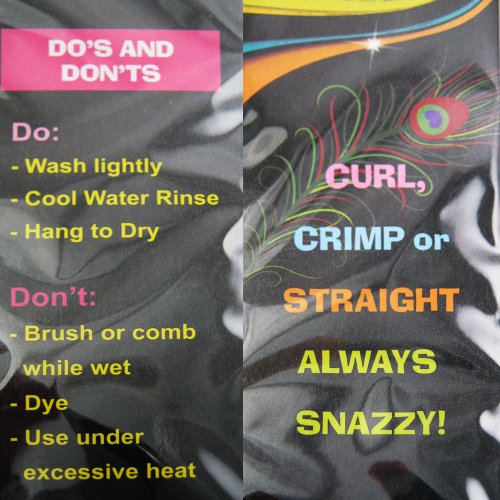 DO'S AND
DON'TS
Do:
- Wash lightly
- Cool Water Rinse
- Hang to Dry
Don't:
- Brush or comb
while wet
- Dye
- Use under
excessive heat
CURL,
CRIMP or
STRAIGHT
ALWAYS
SNAZZY!